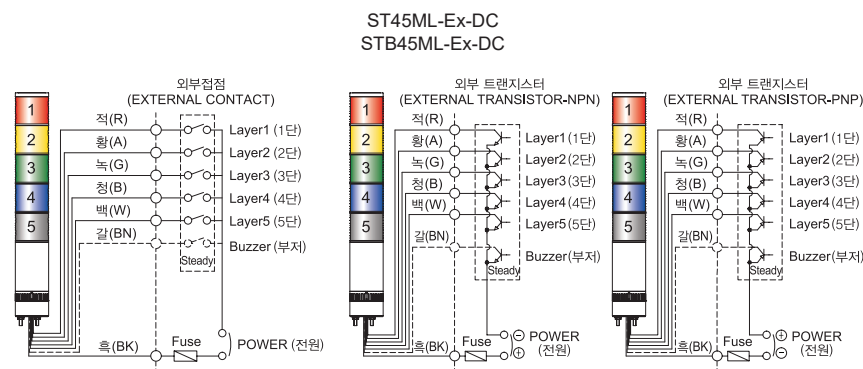 ST45ML-Ex-DC
STB45ML-Ex-DC
외부접점
(EXTERNAL CONTACT)
1
2
3
4
5
적(R)
황(A)
녹(G)
청(B)
백(W)
갈(BN)
흑(BK)
Layer1 (1단)
Layer2 (2단)
Layer3 (3단)
Layer4 (4단)
Layer5 (5단)
Buzzer (부저)
Steady
Fuse
POWER (전원)
외부 트랜지스터
(EXTERNAL TRANSISTOR-NPN)
1
2
3
4
5
적(R)
황(A)
녹(G)
청(B)
백(W)
갈(BN)
흑(BK)
Layer1 (1단)
Layer2 (2단)
Layer3 (3단)
Layer4 (4단)
Layer5 (5단)
Buzzer (부저)
Steady
Fuse
⊖ POWER
⊕ (전원)
외부 트랜지스터
(EXTERNAL TRANSISTOR-PNP)
1
2
3
4
5
적(R)
황(A)
녹(G)
청(B)
백(W)
갈(BN)
흑(BK)
Layer1 (1단)
Layer2 (2단)
Layer3 (3단)
Layer4 (4단)
Layer5 (5단)
Buzzer (부저)
Steady
Fuse
⊕ POWER
⊖ (전원)